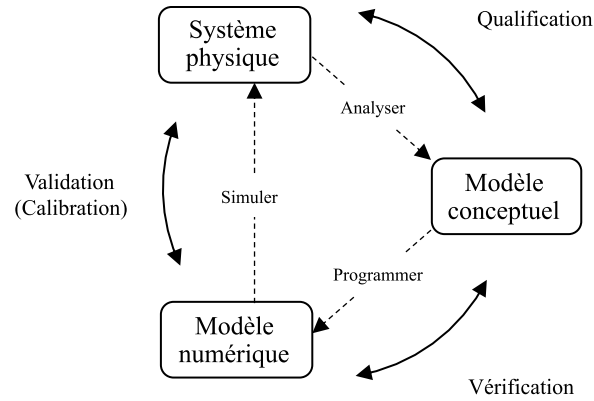 Système
physique
Qualification
Analyser
Validation
(Calibration)
Simuler
Modèle
conceptuel
Programmer
Modèle
numérique
Vérification